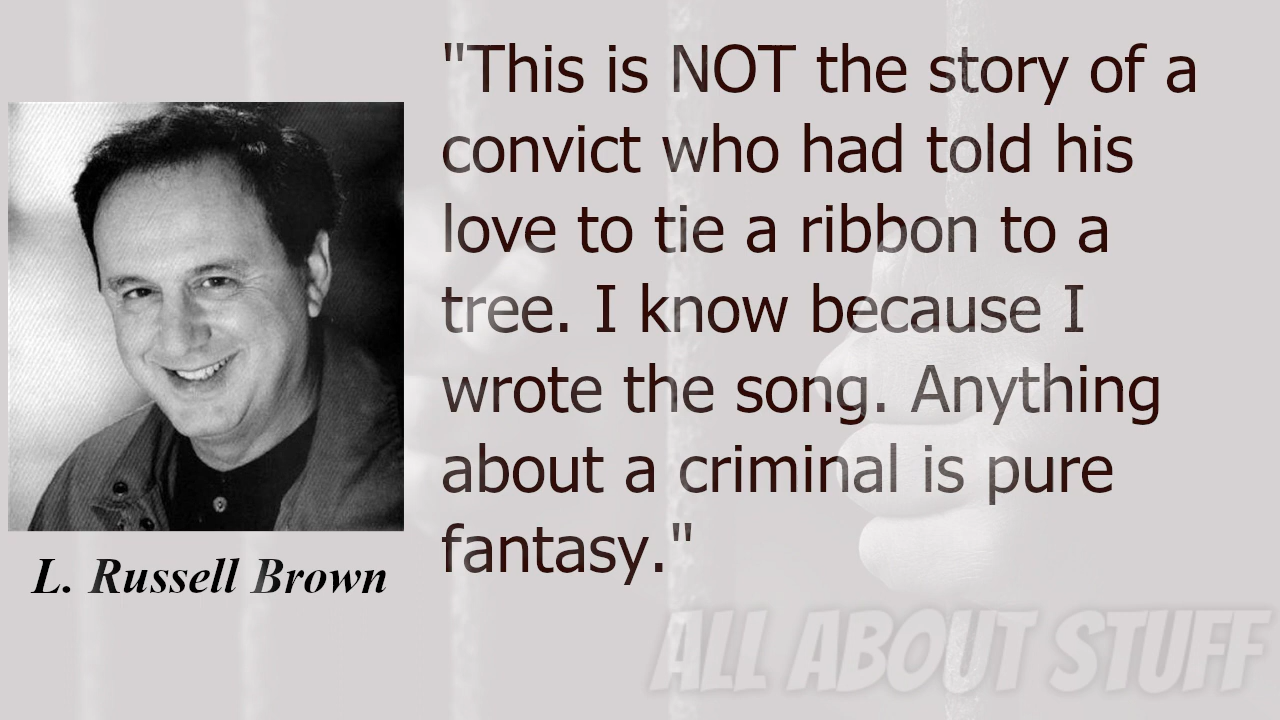 "This is NOT the story of a
convict who had told his
love to tie a ribbon to a
tree. I know because I
wrote the song. Anything
about a criminal is pure
fantasy."
L. Russell Brown
ALL ABOUT STUFF